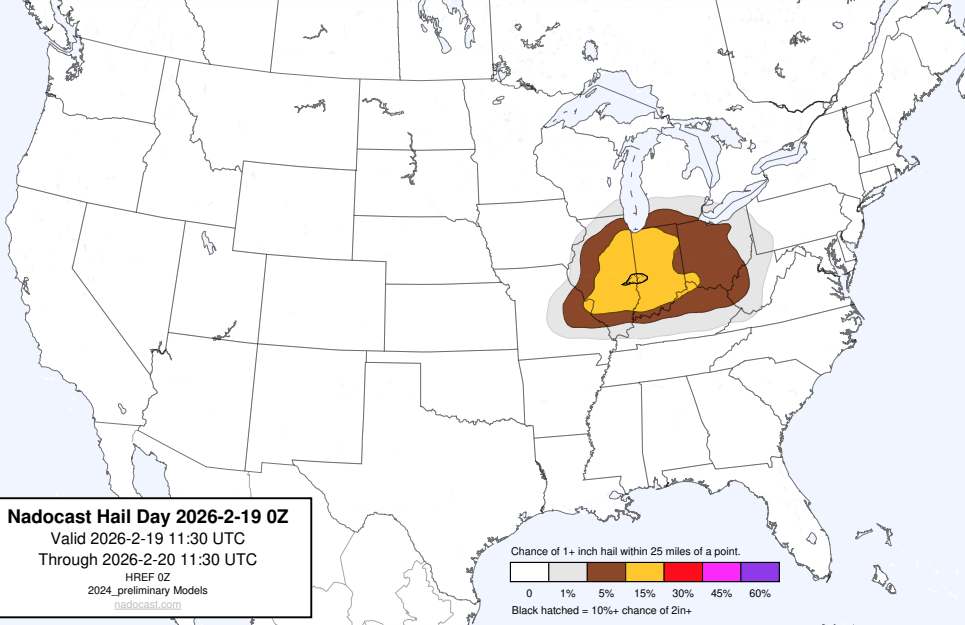 Nadocast Hail Day 2026-2-19 0Z
Valid 2026-2-19 11:30 UTC
Through 2026-2-20 11:30 UTC
HREF 0Z
2024_preliminary Models
nadocast.com
Chance of 1+ inch hail within 25 miles of a point.
0 1% 5% 15% 30% 45% 60%
Black hatched = 10%+ chance of 2in+